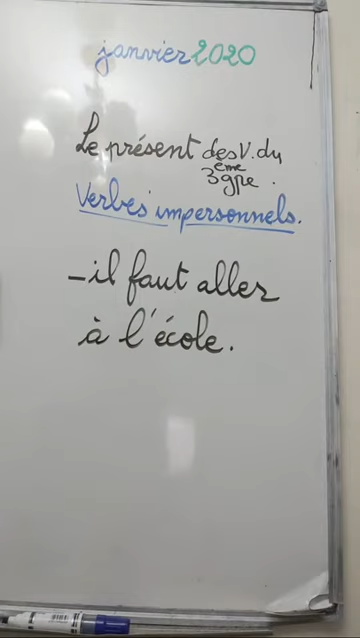 janvier 2020
Le présent des V. du
3ème gpe.
Verbes impersonnels.
- il faut aller
à l'école.